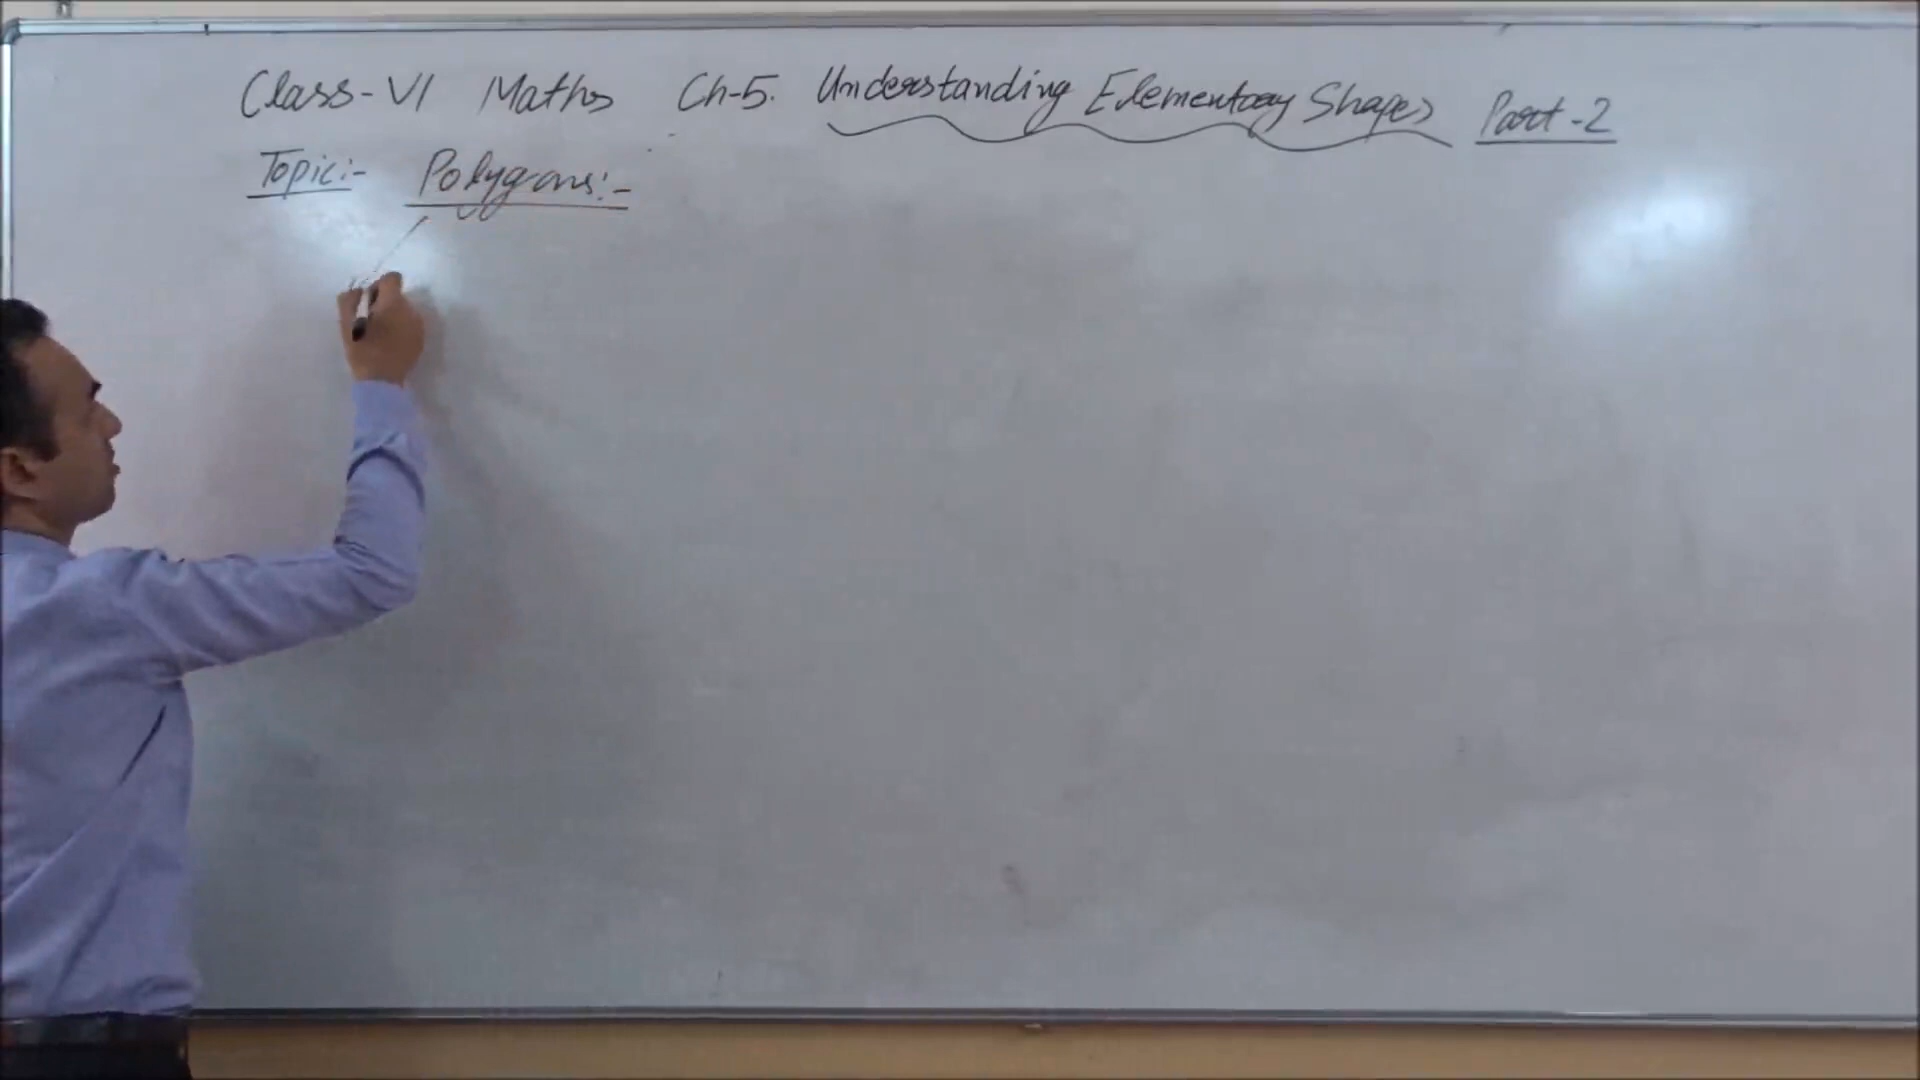 Class-VI Maths Ch-5. Understanding Elementary Shapes Part-2
Topic:- Polygons:-